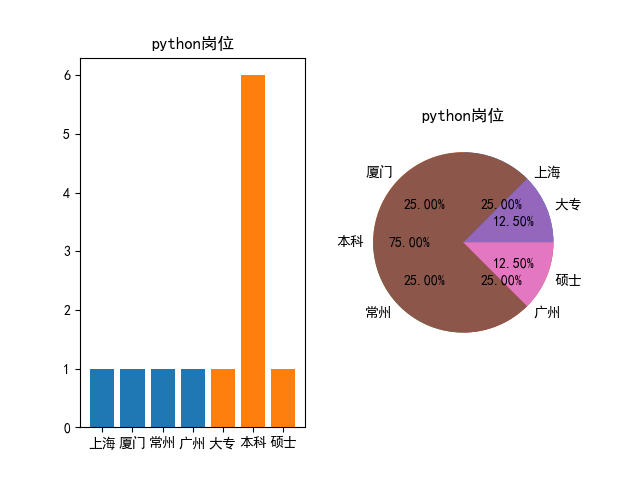 python岗位
6
5
4
3
2
1
0
上海 厦门 常州 广州 大专 本科 硕士
python岗位
厦门 上海
25.00% 25.00% 大专
12.50%
本科 75.00%
12.50%
25.00% 25.00% 硕士
常州 广州